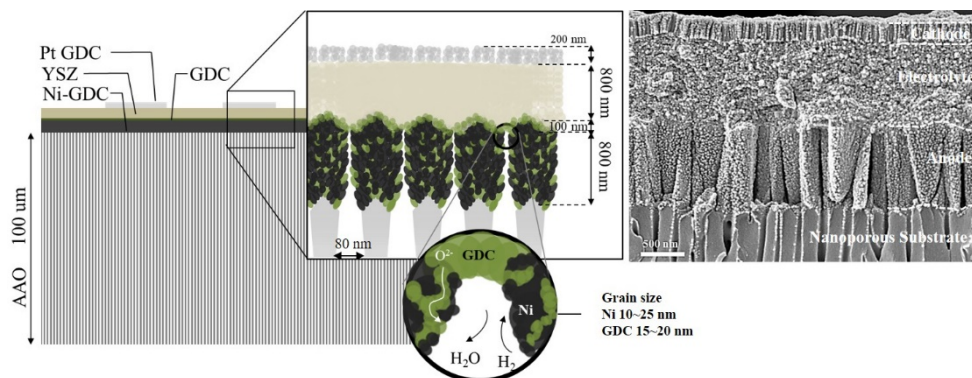 Pt GDC
YSZ
Ni-GDC
GDC
AAO
100 um
200 nm
800 nm
100 nm
800 nm
80 nm
O2-
GDC
Ni
H2O
H2
Grain size
Ni 10~25 nm
GDC 15~20 nm
Cathode
Electrolyte
Anode
Nanoporous Substrate
500 nm